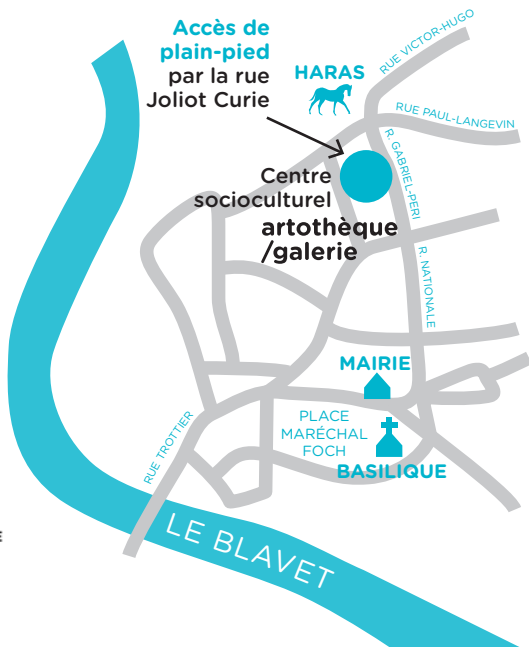 Accès de
plain-pied
par la rue
Joliot Curie
HARAS
RUE VICTOR-HUGO
RUE PAUL-LANGEVIN
R. GABRIEL-PERI
Centre
socioculturel
artothèque
/galerie
R. NATIONALE
MAIRIE
PLACE
MARÉCHAL
FOCH
BASILIQUE
RUE TROTTIER
LE BLAVET
E